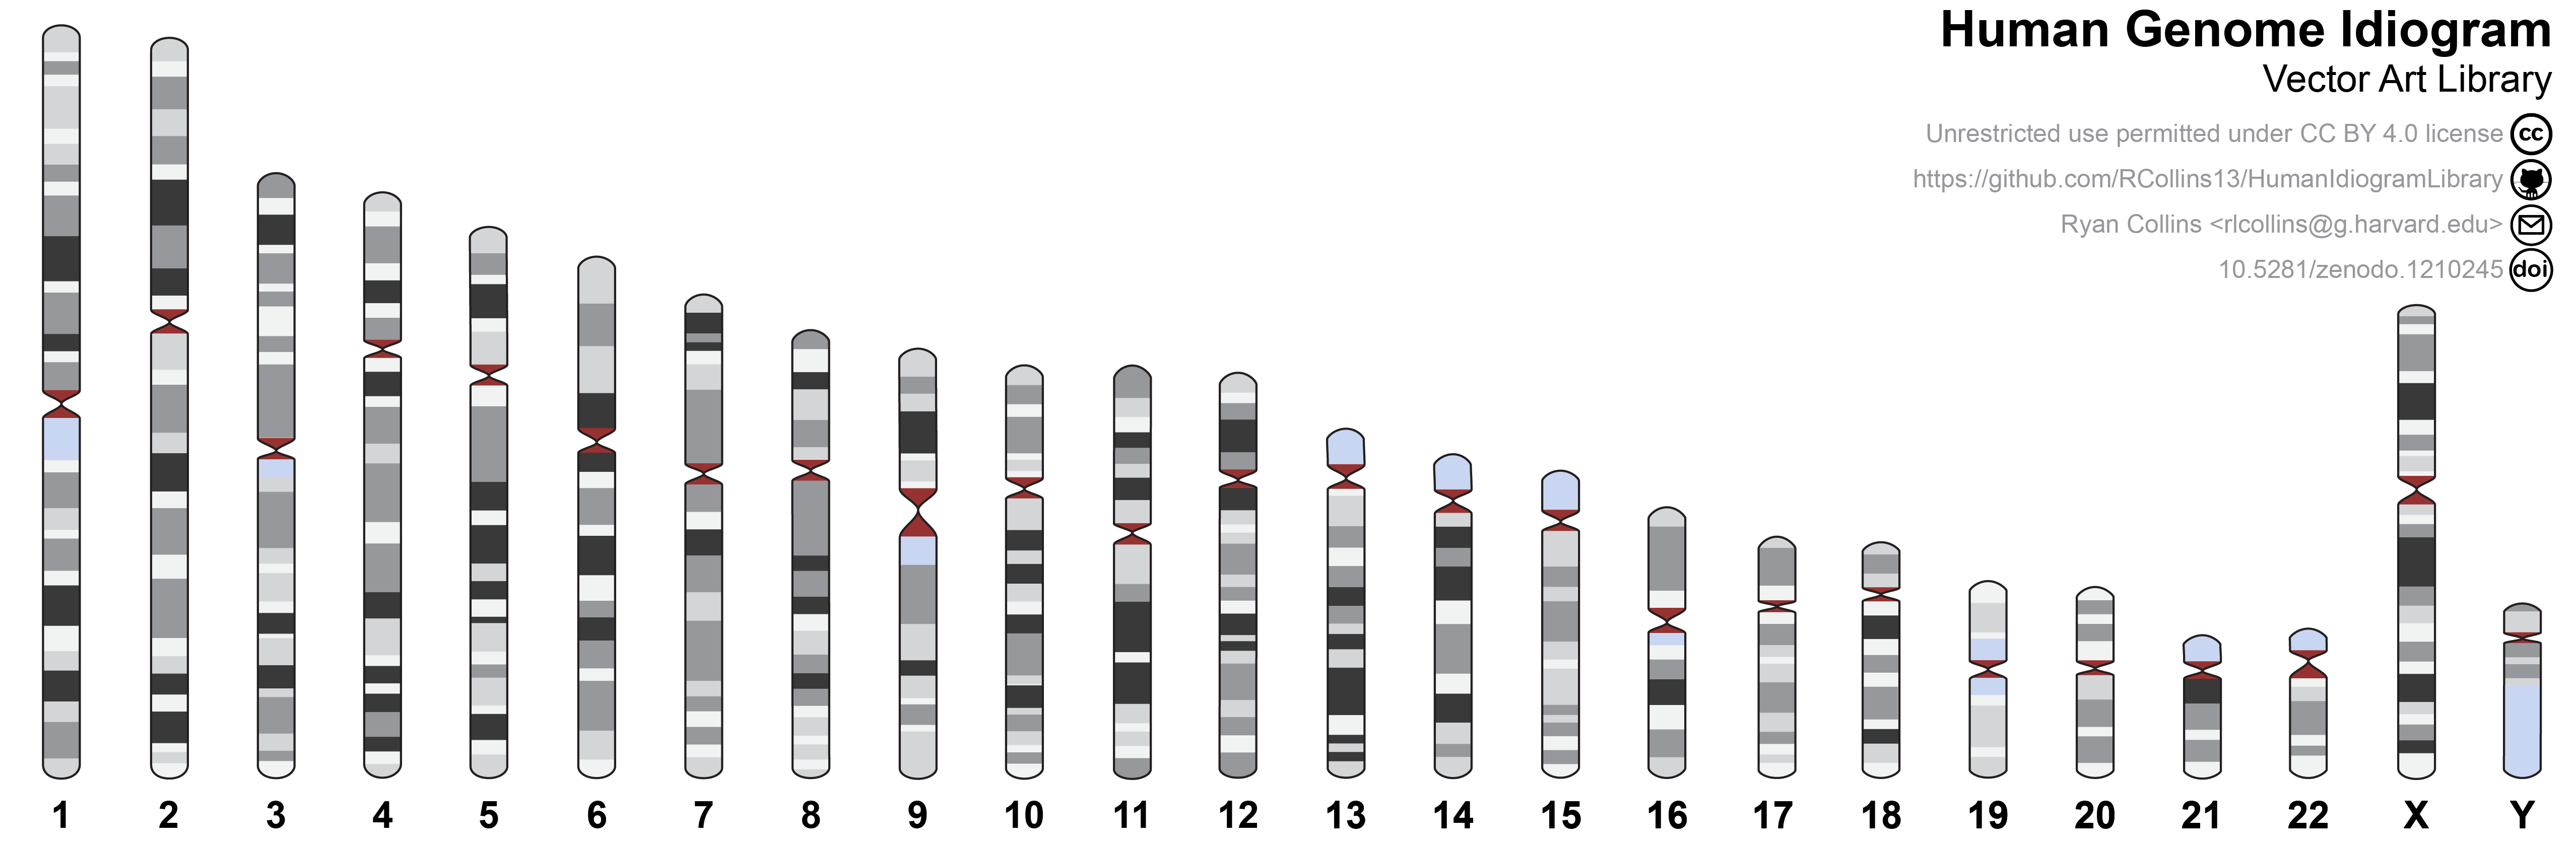 Human Genome Idiogram
Vector Art Library
Unrestricted use permitted under CC BY 4.0 license cc
https://github.com/RCollins13/HumanIdiogramLibrary
Ryan Collins <rlcollins@g.harvard.edu>
10.5281/zenodo.1210245 doi
1 2 3 4 5 6 7 8 9 10 11 12 13 14 15 16 17 18 19 20 21 22 X Y